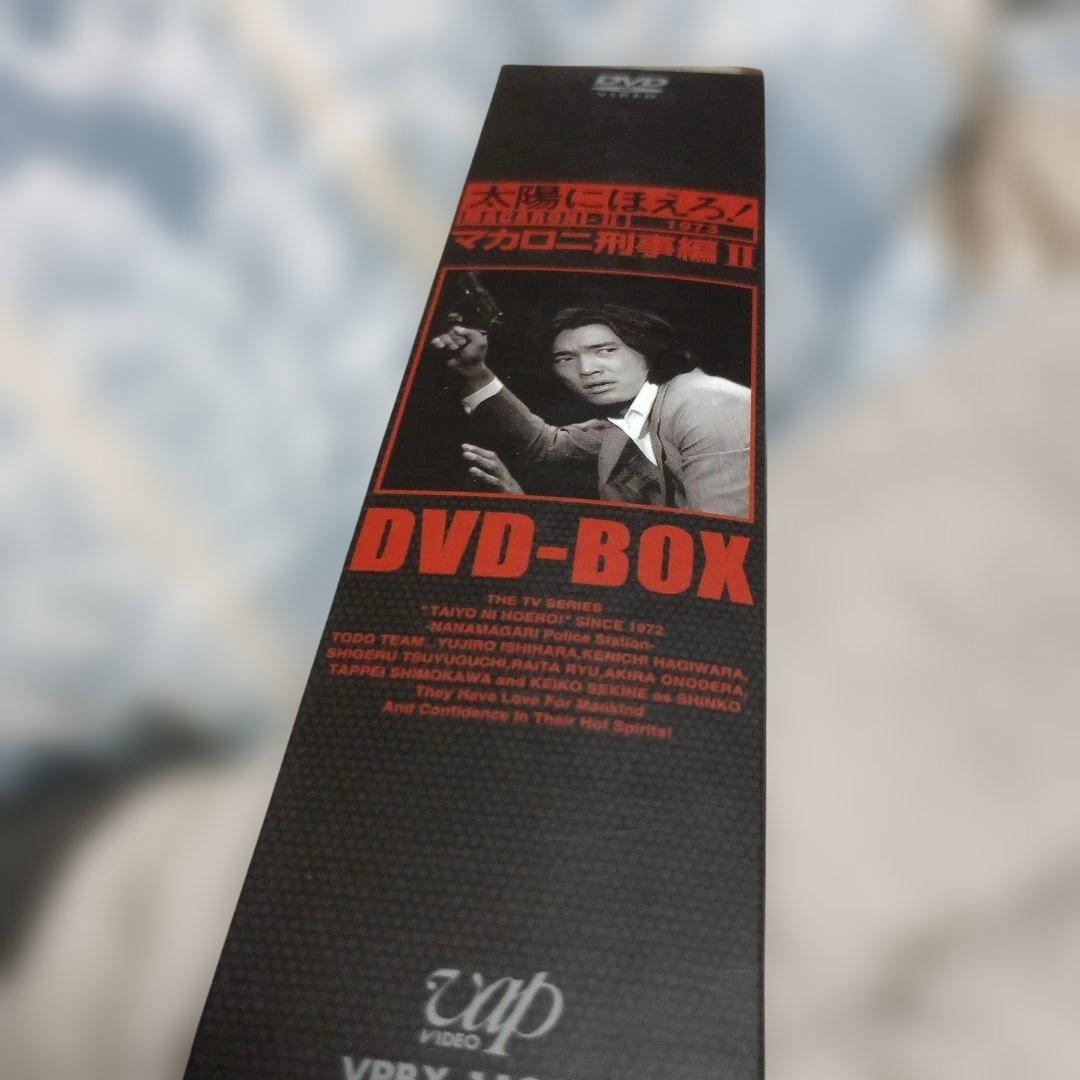 DVD
VIDEO
太陽にほえろ!
MACARONI-II 1973
マカロニ刑事編 II
DVD-BOX
THE TV SERIES
"TAIYO NI HOERO!" SINCE 1972
-NANAMAGARI Police Station-
TODO TEAM...YUJIRO ISHIHARA,KENICHI HAGIWARA,
SHIGERU TSUYUGUCHI,RAITA RYU,AKIRA ONODERA,
TAPPEI SHIMOKAWA and KEIKO SEKINE as SHINKO
They Have Love For Mankind
And Confidence In Their Hot Spirits!
vap
VIDEO
VPBX